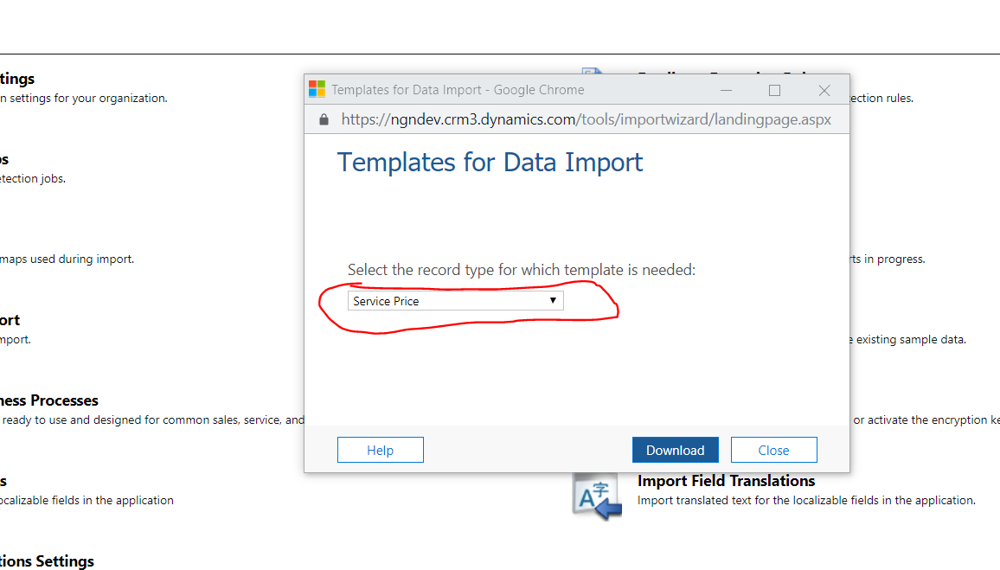 tings
n settings for your organization.
ection rules.
Templates for Data Import - Google Chrome
https://ngndev.crm3.dynamics.com/tools/importwizard/landingpage.aspx
Templates for Data Import
os
etection jobs.
maps used during import.
rts in progress.
Select the record type for which template is needed:
Service Price
ort
mport.
e existing sample data.
ness Processes
ready to use and designed for common sales, service, and
or activate the encryption ke
Help
Download
Close
s
ocalizable fields in the application
A字
Import Field Translations
Import translated text for the localizable fields in the application.
tions Settings